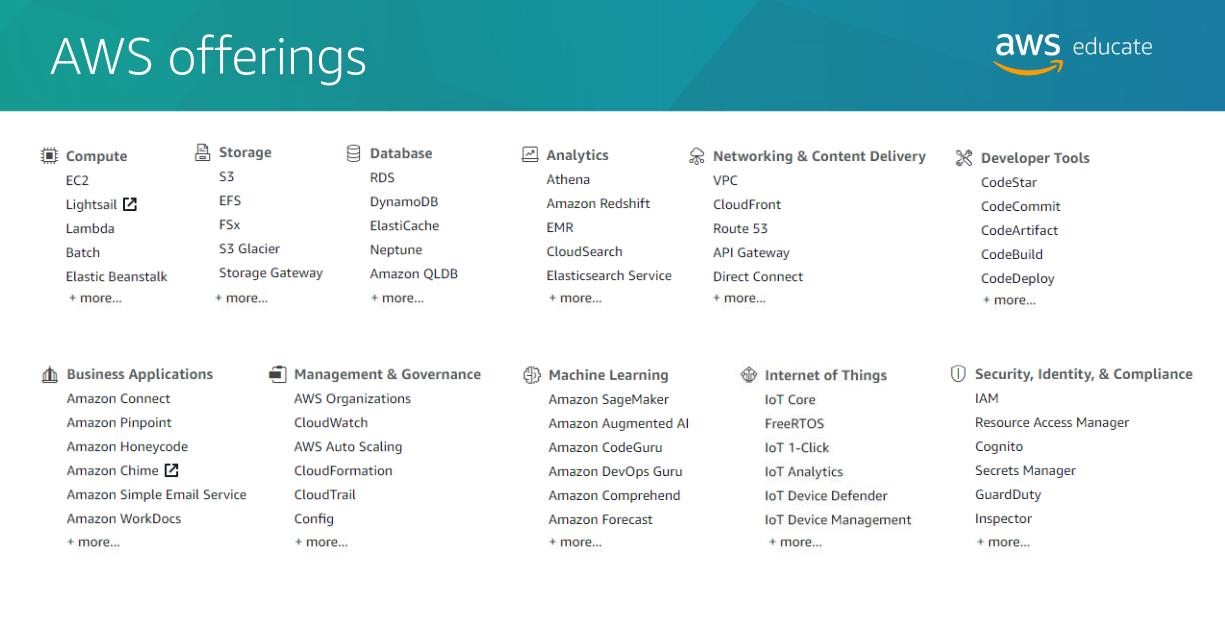 AWS offerings
aws educate
Compute
EC2
Lightsail
Lambda
Batch
Elastic Beanstalk
+ more...
Storage
S3
EFS
FSx
S3 Glacier
Storage Gateway
+ more...
Database
RDS
DynamoDB
ElastiCache
Neptune
Amazon QLDB
+ more...
Analytics
Athena
Amazon Redshift
EMR
CloudSearch
Elasticsearch Service
+ more...
Networking & Content Delivery
VPC
CloudFront
Route 53
API Gateway
Direct Connect
+ more...
Developer Tools
CodeStar
CodeCommit
CodeArtifact
CodeBuild
CodeDeploy
+ more...
Business Applications
Amazon Connect
Amazon Pinpoint
Amazon Honeycode
Amazon Chime
Amazon Simple Email Service
Amazon WorkDocs
+ more...
Management & Governance
AWS Organizations
CloudWatch
AWS Auto Scaling
CloudFormation
CloudTrail
Config
+ more...
Machine Learning
Amazon SageMaker
Amazon Augmented AI
Amazon CodeGuru
Amazon DevOps Guru
Amazon Comprehend
Amazon Forecast
+ more...
Internet of Things
IoT Core
FreeRTOS
IoT 1-Click
IoT Analytics
IoT Device Defender
IoT Device Management
+ more...
Security, Identity, & Compliance
IAM
Resource Access Manager
Cognito
Secrets Manager
GuardDuty
Inspector
+ more...